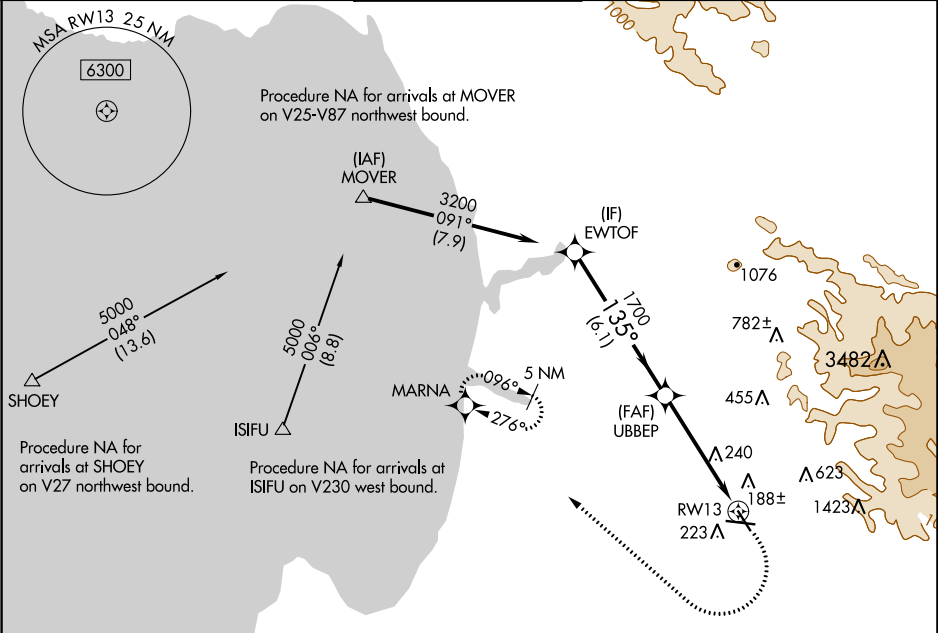 MSA RW13 25 NM
6300
1000
Procedure NA for arrivals at MOVER
on V25-V87 northwest bound.
(IAF)
MOVER
3200
091°
(7.9)
(IF)
EWTOF
1076
1700
135°
(6.1)
782±
3482
5000
048°
(13.6)
5000
006°
(8.8)
SHOEY
MARNA
096°
5 NM
276°
455
(FAF)
UBBEP
ISIFU
Procedure NA for
arrivals at SHOEY
on V27 northwest bound.
Procedure NA for arrivals at
ISIFU on V230 west bound.
240
623
188±
1423
RW13
223